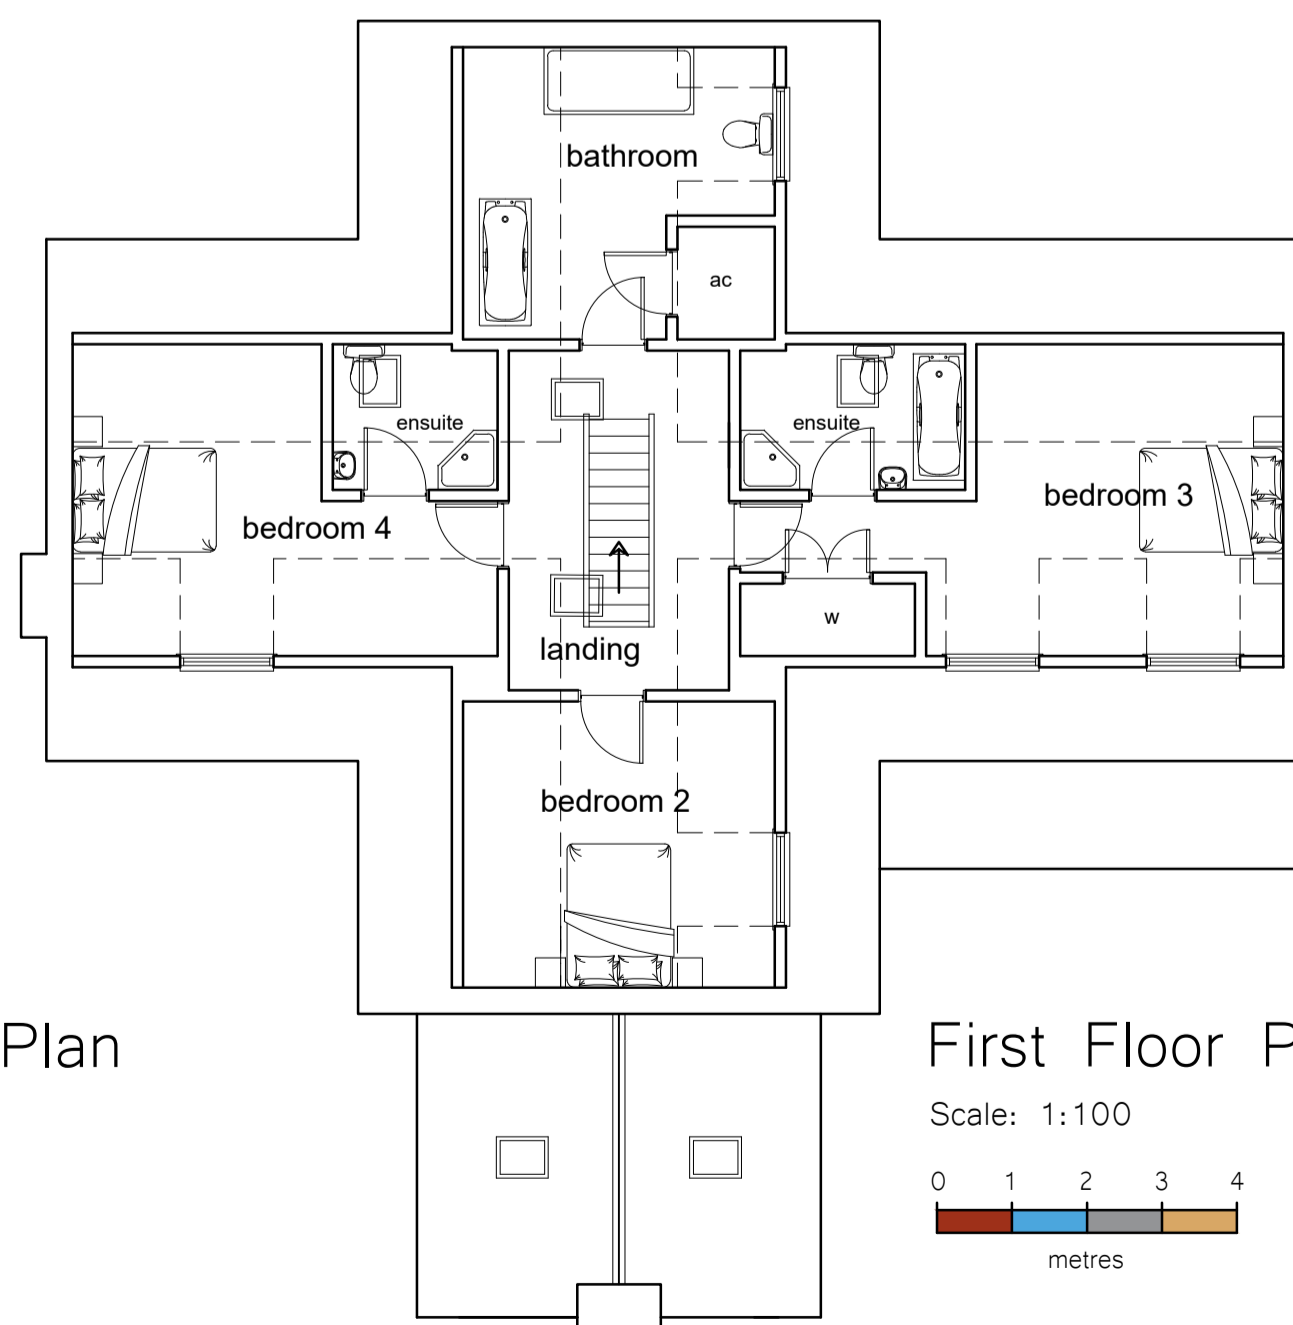 bathroom
ac
ensuite
ensuite
bedroom 4
bedroom 3
w
landing
bedroom 2
Plan
First Floor P
Scale: 1:100
0 1 2 3 4
metres